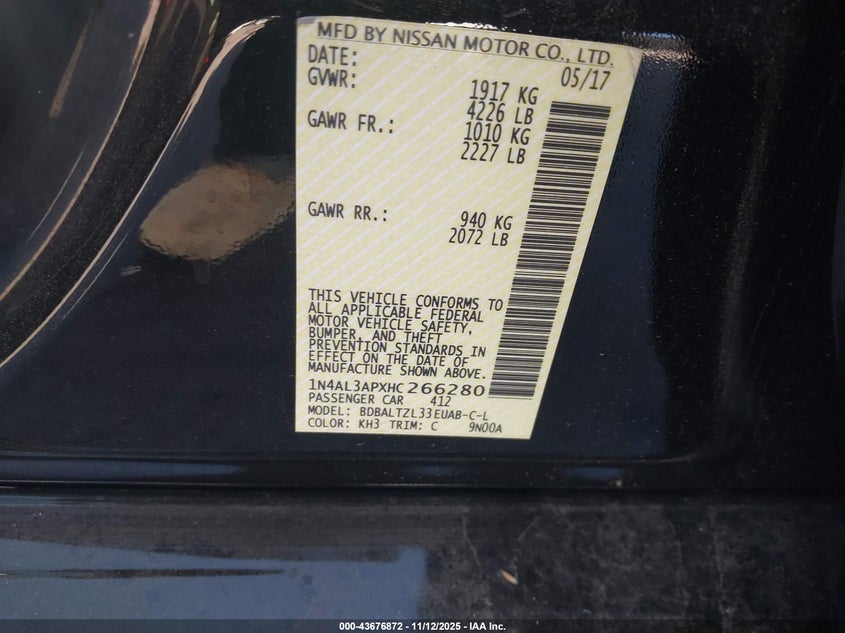 MFD BY NISSAN MOTOR CO., LTD.
DATE: 05/17
GVWR: 1917 KG
4226 LB
GAWR FR.: 1010 KG
2227 LB
GAWR RR.: 940 KG
2072 LB
THIS VEHICLE CONFORMS TO
ALL APPLICABLE FEDERAL
MOTOR VEHICLE SAFETY,
BUMPER, AND THEFT
PREVENTION STANDARDS IN
EFFECT ON THE DATE OF
MANUFACTURE SHOWN ABOVE.
1N4AL3APXHC266280
PASSENGER CAR 412
MODEL: BDBALTZL33EUAB-C-L
COLOR: KH3 TRIM: C 9N00A
000-43676872 - 11/12/2025 - IAA Inc.